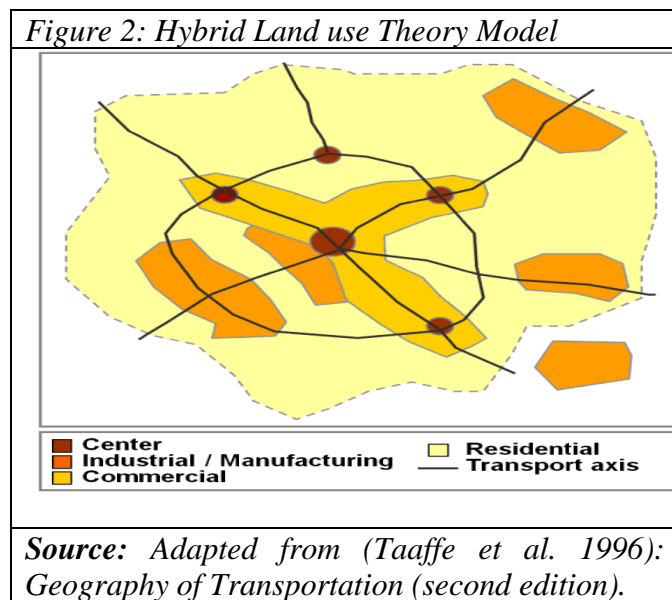 Figure 2: Hybrid Land use Theory Model
Center
Industrial / Manufacturing
Commercial
Residential
Transport axis
Source: Adapted from (Taaffe et al. 1996):
Geography of Transportation (second edition).